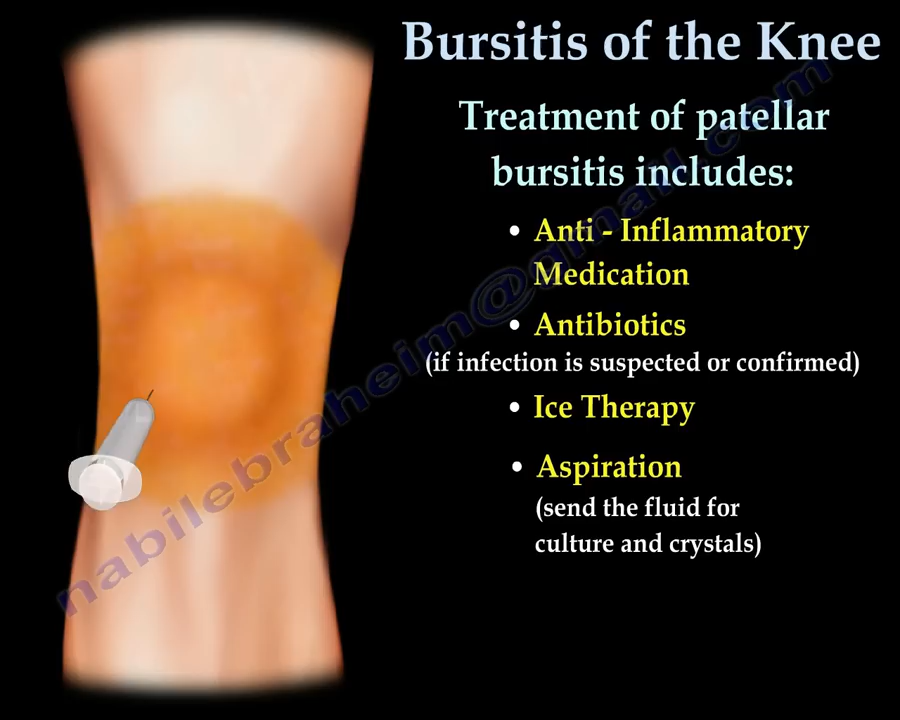 Bursitis of the Knee
Treatment of patellar
bursitis includes:
• Anti - Inflammatory
Medication
• Antibiotics
(if infection is suspected or confirmed)
• Ice Therapy
• Aspiration
(send the fluid for
culture and crystals)
nabilebraheim@gmail.com